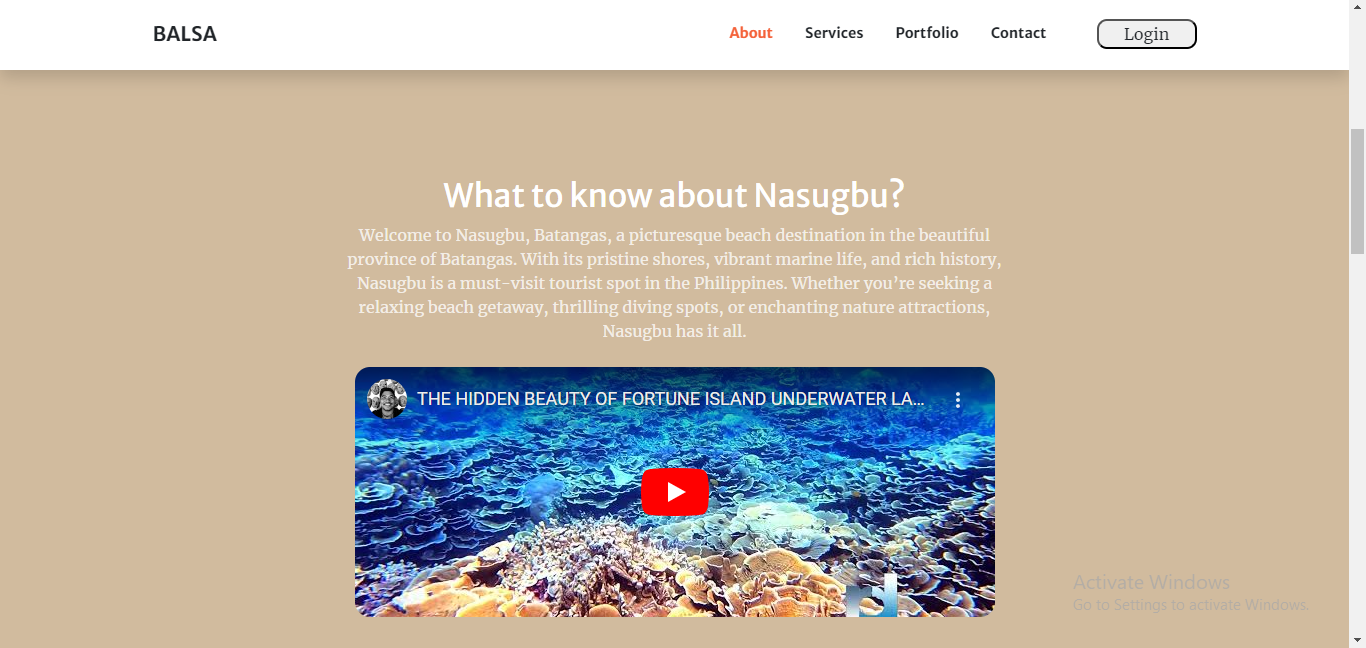 BALSA
About
Services
Portfolio
Contact
Login
What to know about Nasugbu?
Welcome to Nasugbu, Batangas, a picturesque beach destination in the beautiful
province of Batangas. With its pristine shores, vibrant marine life, and rich history,
Nasugbu is a must-visit tourist spot in the Philippines. Whether you’re seeking a
relaxing beach getaway, thrilling diving spots, or enchanting nature attractions,
Nasugbu has it all.
THE HIDDEN BEAUTY OF FORTUNE ISLAND UNDERWATER LA...
Activate Windows
Go to Settings to activate Windows.